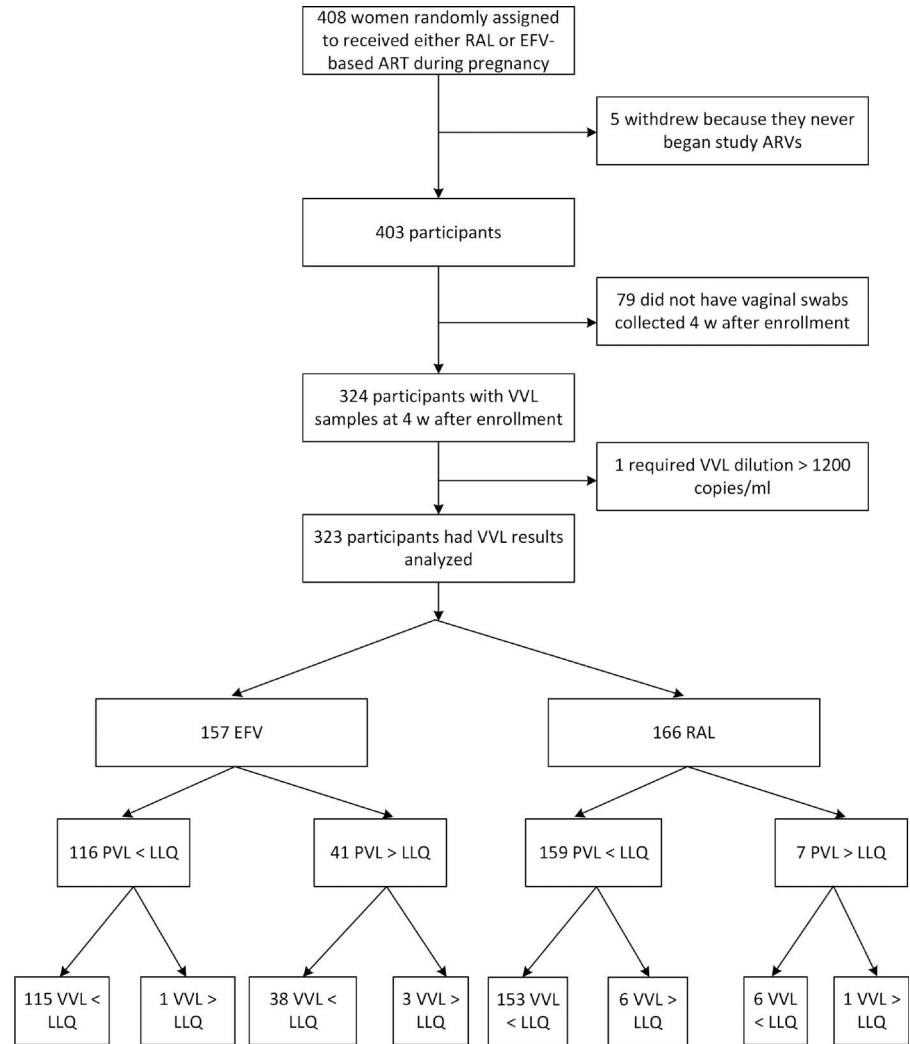 408 women randomly assigned
to received either RAL or EFV-
based ART during pregnancy
5 withdrew because they never
began study ARVs
403 participants
79 did not have vaginal swabs
collected 4 w after enrollment
324 participants with VVL
samples at 4 w after enrollment
1 required VVL dilution > 1200
copies/ml
323 participants had VVL results
analyzed
157 EFV
166 RAL
116 PVL < LLQ
41 PVL > LLQ
159 PVL < LLQ
7 PVL > LLQ
115 VVL <
LLQ
1 VVL >
LLQ
38 VVL <
LLQ
3 VVL >
LLQ
153 VVL
< LLQ
6 VVL >
LLQ
6 VVL
< LLQ
1 VVL >
LLQ